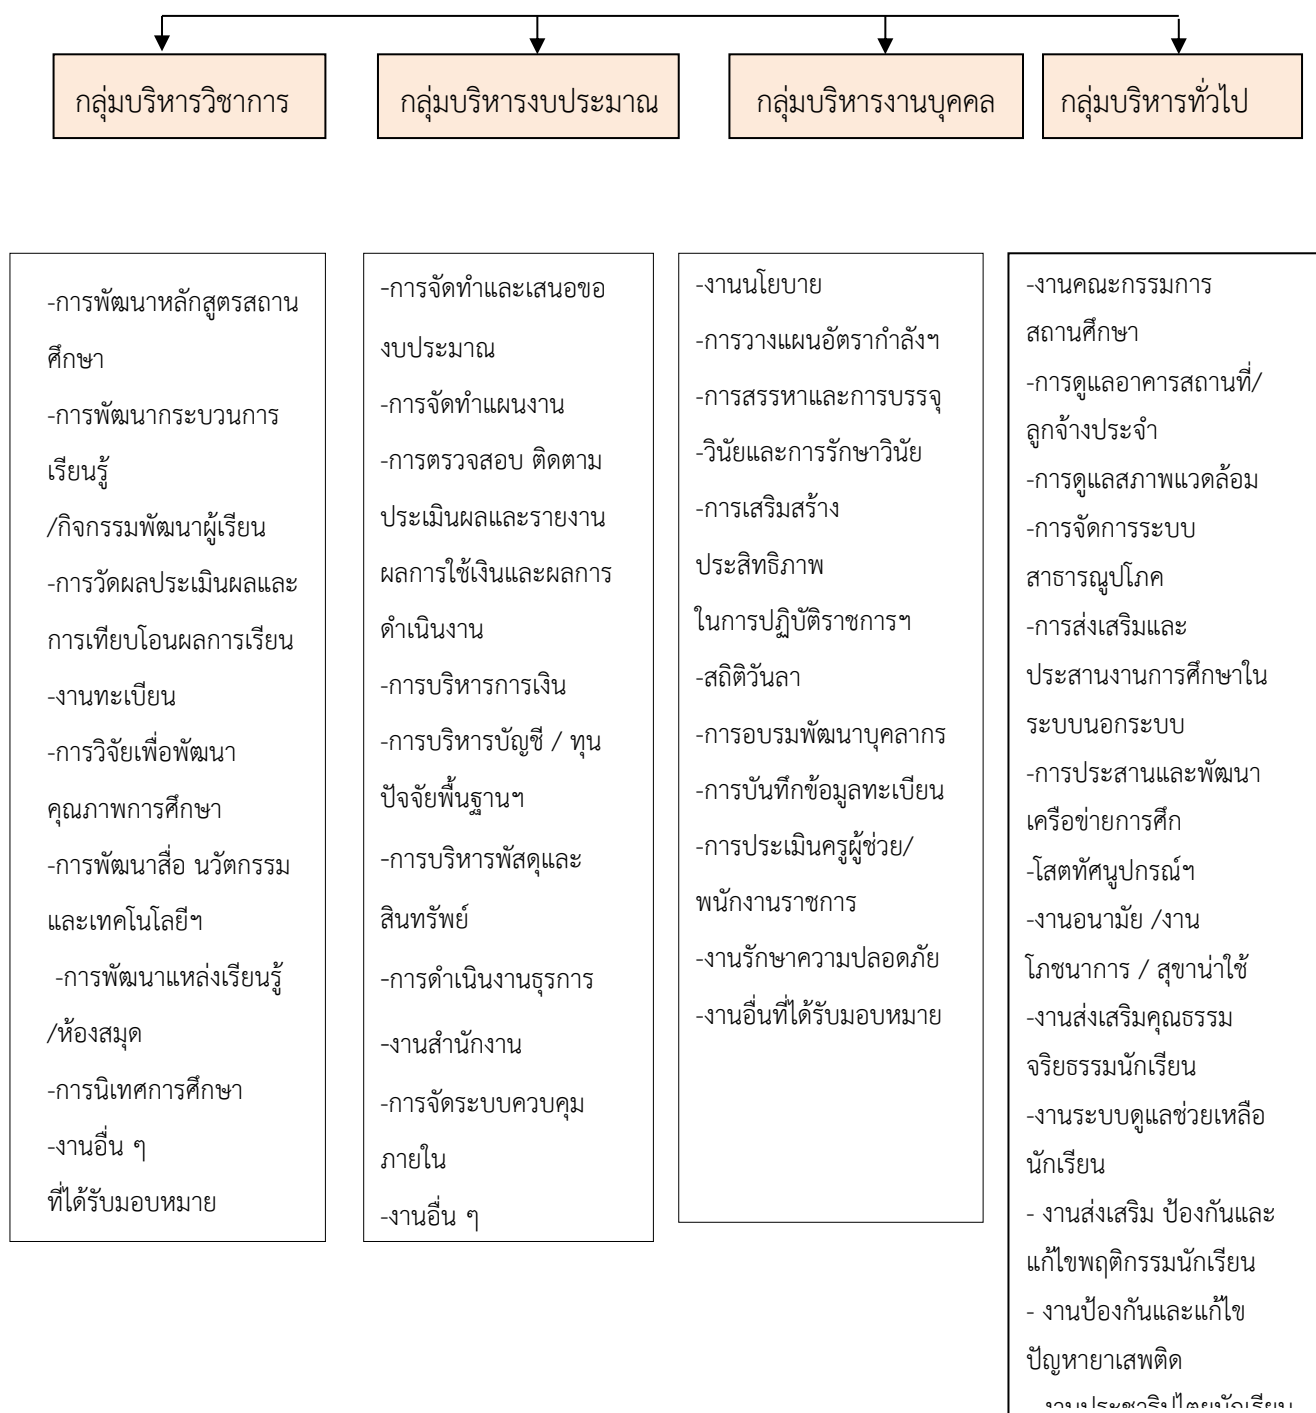 กลุ่มบริหารวิชาการ
กลุ่มบริหารงบประมาณ
กลุ่มบริหารงานบุคคล
กลุ่มบริหารทั่วไป
-การพัฒนาหลักสูตรสถาน
ศึกษา
-การพัฒนากระบวนการ
เรียนรู้
/กิจกรรมพัฒนาผู้เรียน
-การวัดผลประเมินผลและ
การเทียบโอนผลการเรียน
-งานทะเบียน
-การวิจัยเพื่อพัฒนา
คุณภาพการศึกษา
-การพัฒนาสื่อ นวัตกรรม
และเทคโนโลยีฯ
-การพัฒนาแหล่งเรียนรู้
/ห้องสมุด
-การนิเทศการศึกษา
-งานอื่น ๆ
ที่ได้รับมอบหมาย
-การจัดทำและเสนอขอ
งบประมาณ
-การจัดทำแผนงาน
-การตรวจสอบ ติดตาม
ประเมินผลและรายงาน
ผลการใช้เงินและผลการ
ดำเนินงาน
-การบริหารการเงิน
-การบริหารบัญชี / ทุน
ปัจจัยพื้นฐานฯ
-การบริหารพัสดุและ
สินทรัพย์
-การดำเนินงานธุรการ
-งานสำนักงาน
-การจัดระบบควบคุม
ภายใน
-งานอื่น ๆ
-งานนโยบาย
-การวางแผนอัตรากำลังฯ
-การสรรหาและการบรรจุ
-วินัยและการรักษาวินัย
-การเสริมสร้าง
ประสิทธิภาพ
ในการปฏิบัติราชการฯ
-สถิติวันลา
-การอบรมพัฒนาบุคลากร
-การบันทึกข้อมูลทะเบียน
-การประเมินครูผู้ช่วย/
พนักงานราชการ
-งานรักษาความปลอดภัย
-งานอื่นที่ได้รับมอบหมาย
-งานคณะกรรมการ
สถานศึกษา
-การดูแลอาคารสถานที่/
ลูกจ้างประจำ
-การดูแลสภาพแวดล้อม
-การจัดการระบบ
สาธารณูปโภค
-การส่งเสริมและ
ประสานงานการศึกษาใน
ระบบนอกระบบ
-การประสานและพัฒนา
เครือข่ายการศึก
-โสตทัศนูปกรณ์ฯ
-งานอนามัย /งาน
โภชนาการ / สุขาน่าใช้
-งานส่งเสริมคุณธรรม
จริยธรรมนักเรียน
-งานระบบดูแลช่วยเหลือ
นักเรียน
- งานส่งเสริม ป้องกันและ
แก้ไขพฤติกรรมนักเรียน
- งานป้องกันและแก้ไข
ปัญหายาเสพติด
- งานประชาธิปไตยนักเรียน